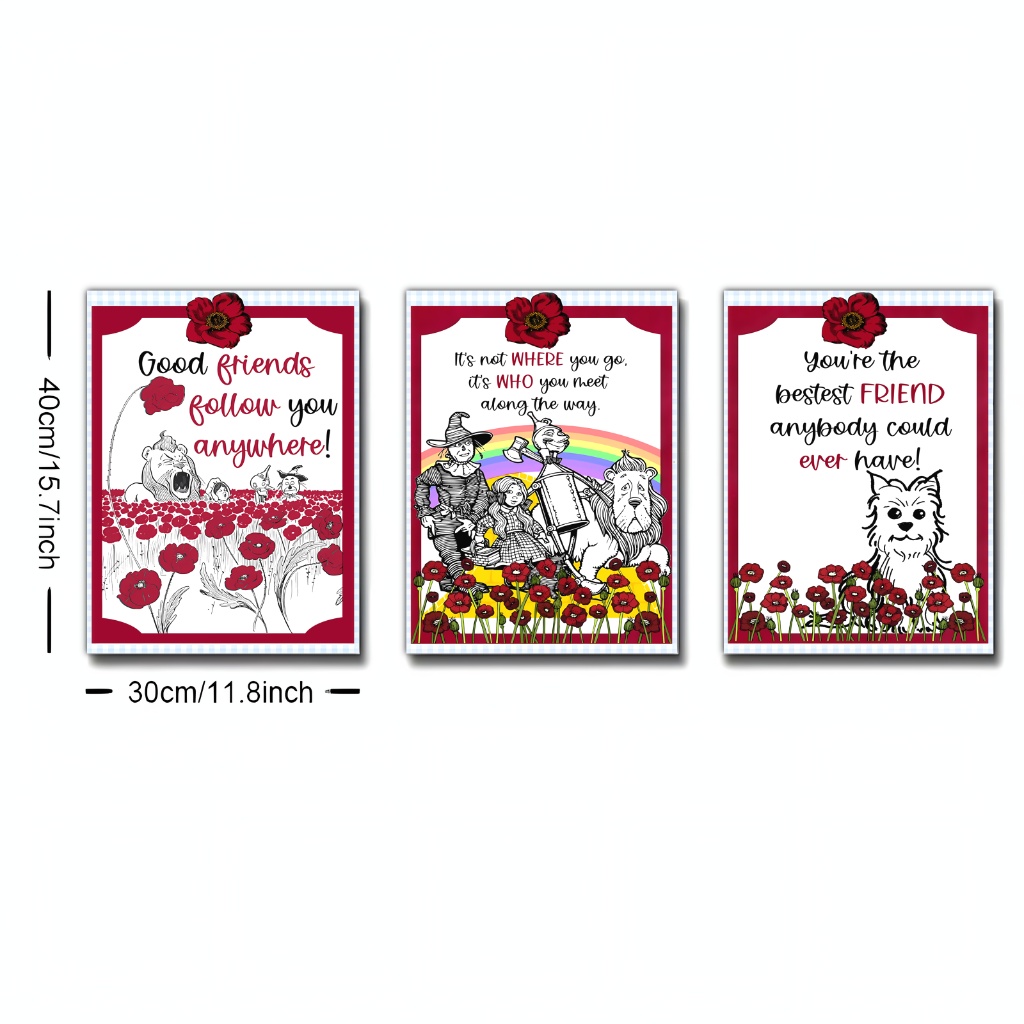 Good friends
follow you
anywhere!
It's not WHERE you go,
it's WHO you meet
along the way.
You're the
bestest FRIEND
anybody could
ever have!
40cm/15.7inch
30cm/11.8inch